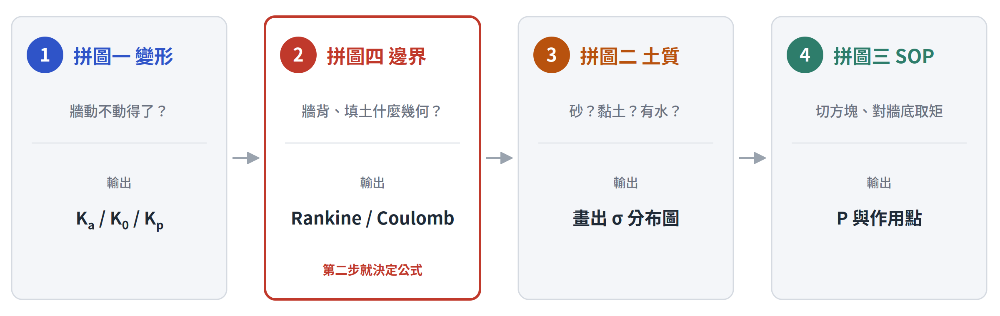 1 拼圖一 變形
牆動不動得了？
輸出
Ka / K0 / Kp
2 拼圖四 邊界
牆背、填土什麼幾何？
輸出
Rankine / Coulomb
第二步就決定公式
3 拼圖二 土質
砂？黏土？有水？
輸出
畫出 σ 分布圖
4 拼圖三 SOP
切方塊、對牆底取矩
輸出
P 與作用點